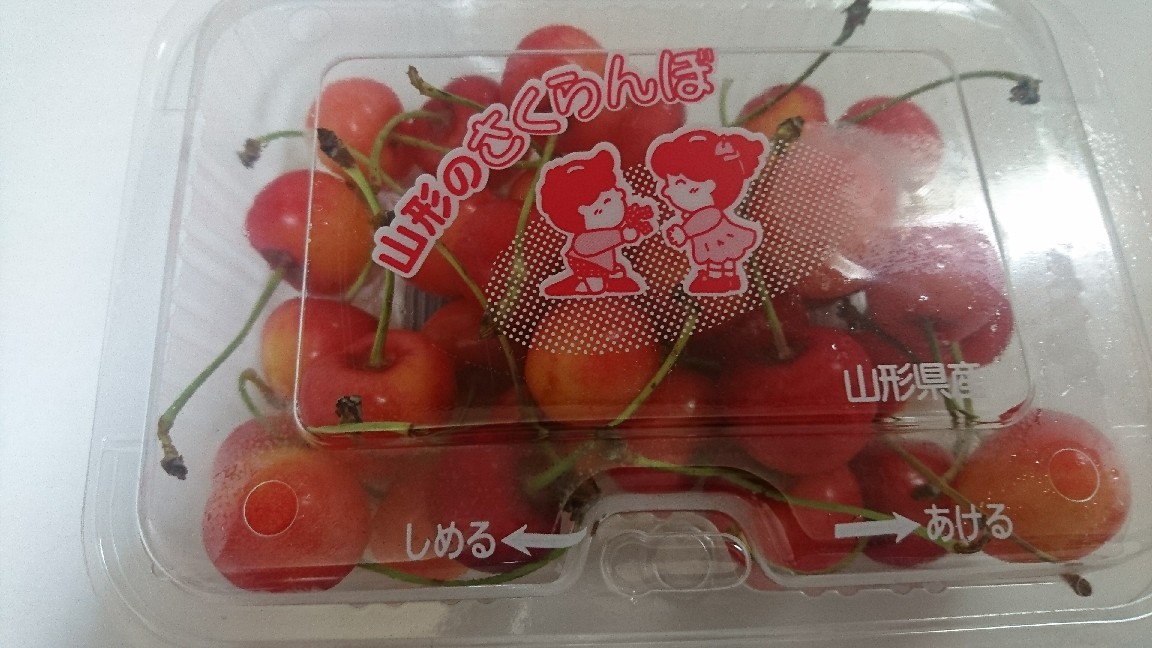 山形のさくらんぼ
山形県産
しめる←
→あける